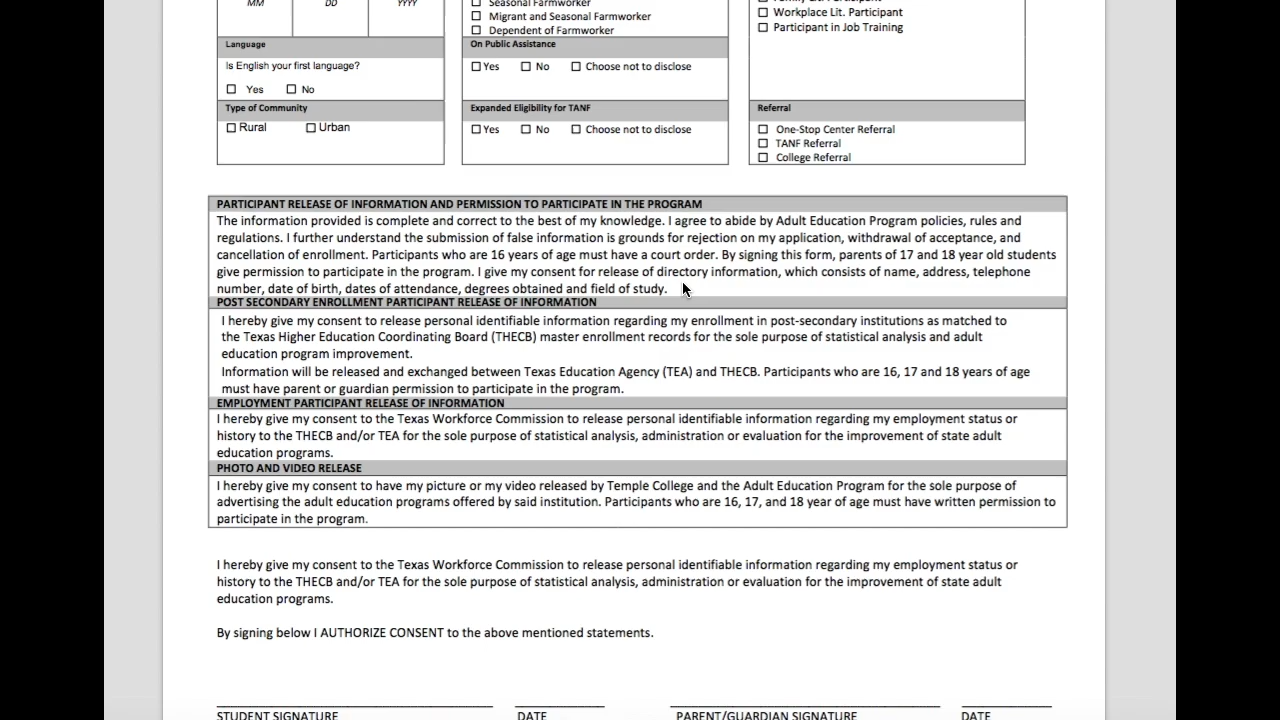 MM DD YYYY
Seasonal Farmworker
Migrant and Seasonal Farmworker
Dependent of Farmworker
Workplace Lit. Participant
Participant in Job Training
Language
Is English your first language?
Yes No
On Public Assistance
Yes No Choose not to disclose
Type of Community
Rural Urban
Expanded Eligibility for TANF
Yes No Choose not to disclose
Referral
One-Stop Center Referral
TANF Referral
College Referral
PARTICIPANT RELEASE OF INFORMATION AND PERMISSION TO PARTICIPATE IN THE PROGRAM
The information provided is complete and correct to the best of my knowledge. I agree to abide by Adult Education Program policies, rules and
regulations. I further understand the submission of false information is grounds for rejection on my application, withdrawal of acceptance, and
cancellation of enrollment. Participants who are 16 years of age must have a court order. By signing this form, parents of 17 and 18 year old students
give permission to participate in the program. I give my consent for release of directory information, which consists of name, address, telephone
number, date of birth, dates of attendance, degrees obtained and field of study.
POST SECONDARY ENROLLMENT PARTICIPANT RELEASE OF INFORMATION
I hereby give my consent to release personal identifiable information regarding my enrollment in post-secondary institutions as matched to
the Texas Higher Education Coordinating Board (THECB) master enrollment records for the sole purpose of statistical analysis and adult
education program improvement.
Information will be released and exchanged between Texas Education Agency (TEA) and THECB. Participants who are 16, 17 and 18 years of age
must have parent or guardian permission to participate in the program.
EMPLOYMENT PARTICIPANT RELEASE OF INFORMATION
I hereby give my consent to the Texas Workforce Commission to release personal identifiable information regarding my employment status or
history to the THECB and/or TEA for the sole purpose of statistical analysis, administration or evaluation for the improvement of state adult
education programs.
PHOTO AND VIDEO RELEASE
I hereby give my consent to have my picture or my video released by Temple College and the Adult Education Program for the sole purpose of
advertising the adult education programs offered by said institution. Participants who are 16, 17, and 18 year of age must have written permission to
participate in the program.
I hereby give my consent to the Texas Workforce Commission to release personal identifiable information regarding my employment status or
history to the THECB and/or TEA for the sole purpose of statistical analysis, administration or evaluation for the improvement of state adult
education programs.
By signing below I AUTHORIZE CONSENT to the above mentioned statements.
STUDENT SIGNATURE DATE PARENT/GUARDIAN SIGNATURE DATE